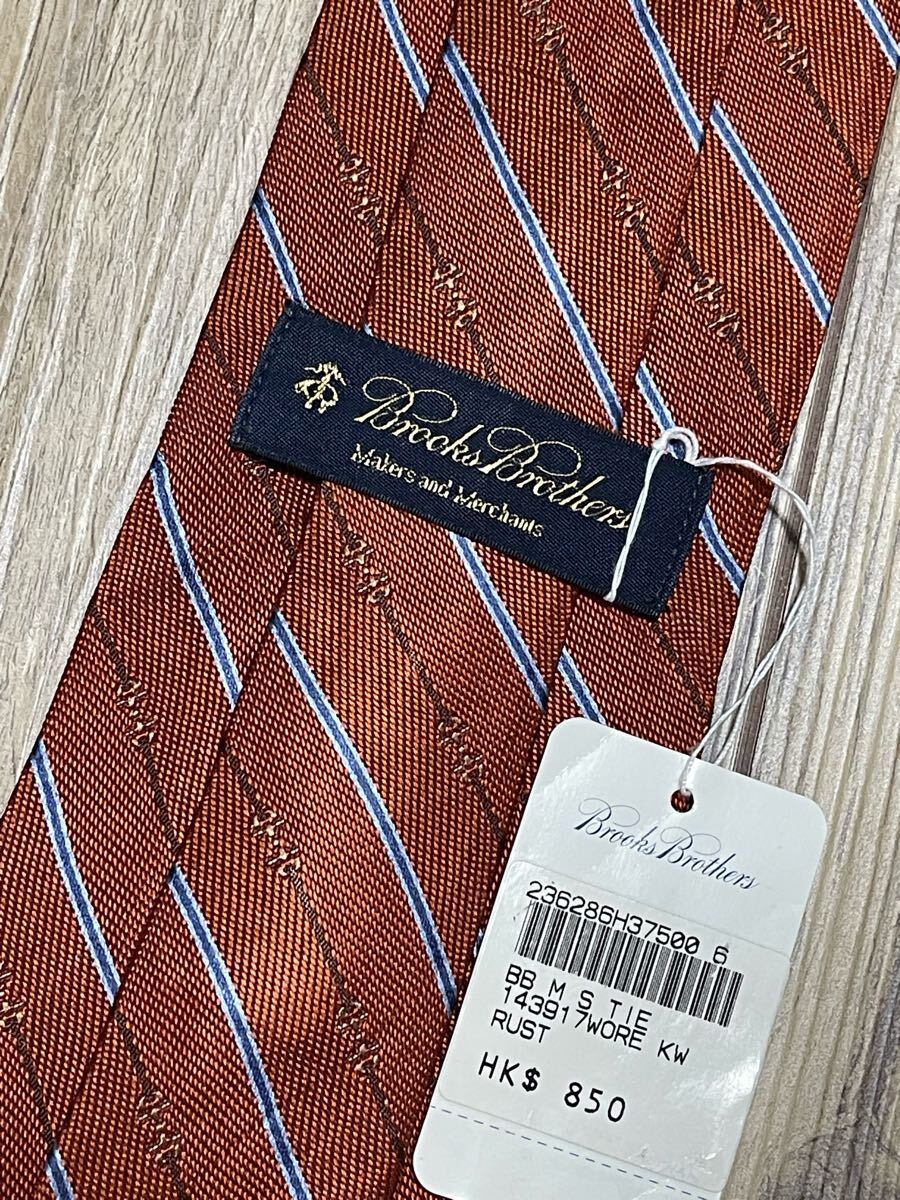 Brooks Brothers
Makers and Merchants
Brooks Brothers
236286H37500 6
BB M S TIE
143917WORE KW
RUST
HK$ 850